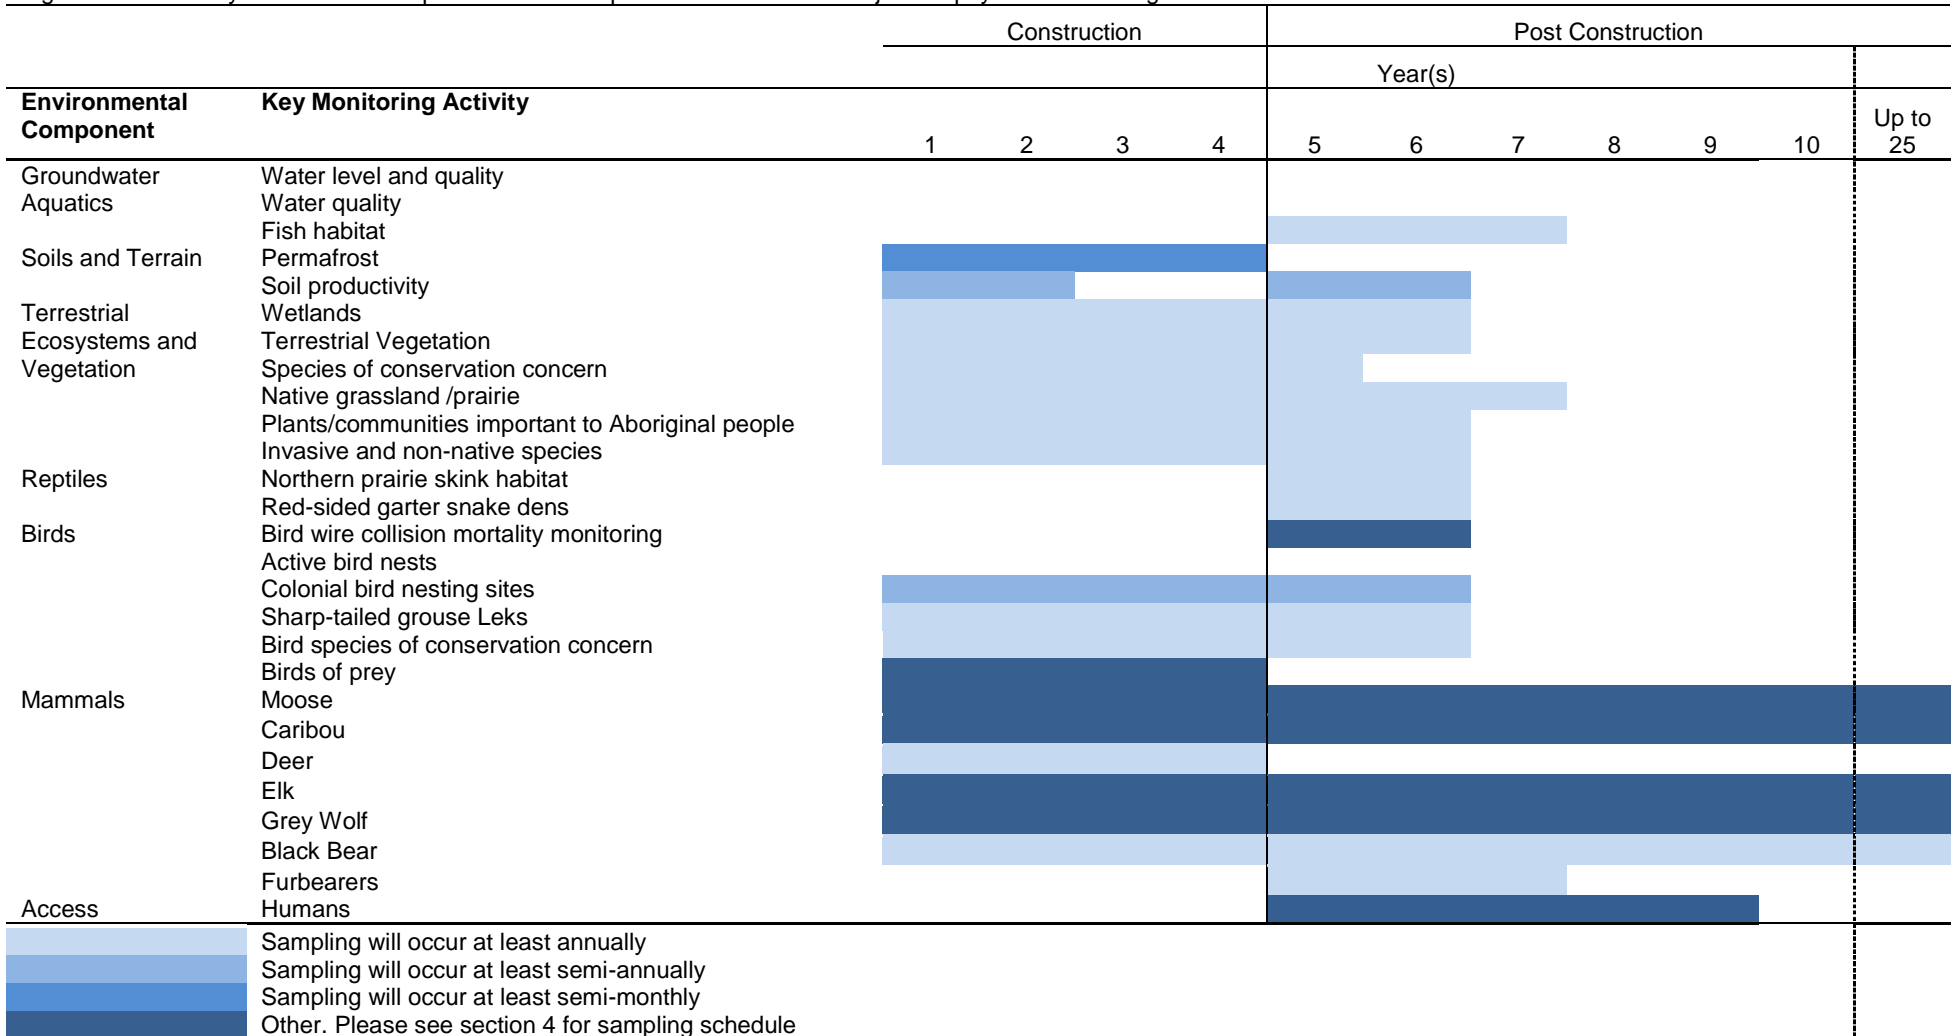 Construction Post Construction
Year(s)
Environmental Key Monitoring Activity
Component
Up to
1 2 3 4 5 6 7 8 9 10 25
Groundwater Water level and quality
Aquatics Water quality
Fish habitat
Soils and Terrain Permafrost
Soil productivity
Terrestrial Wetlands
Ecosystems and Terrestrial Vegetation
Vegetation Species of conservation concern
Native grassland /prairie
Plants/communities important to Aboriginal people
Invasive and non-native species
Reptiles Northern prairie skink habitat
Red-sided garter snake dens
Birds Bird wire collision mortality monitoring
Active bird nests
Colonial bird nesting sites
Sharp-tailed grouse Leks
Bird species of conservation concern
Birds of prey
Mammals Moose
Caribou
Deer
Elk
Grey Wolf
Black Bear
Furbearers
Access Humans
Sampling will occur at least annually
Sampling will occur at least semi-annually
Sampling will occur at least semi-monthly
Other. Please see section 4 for sampling schedule